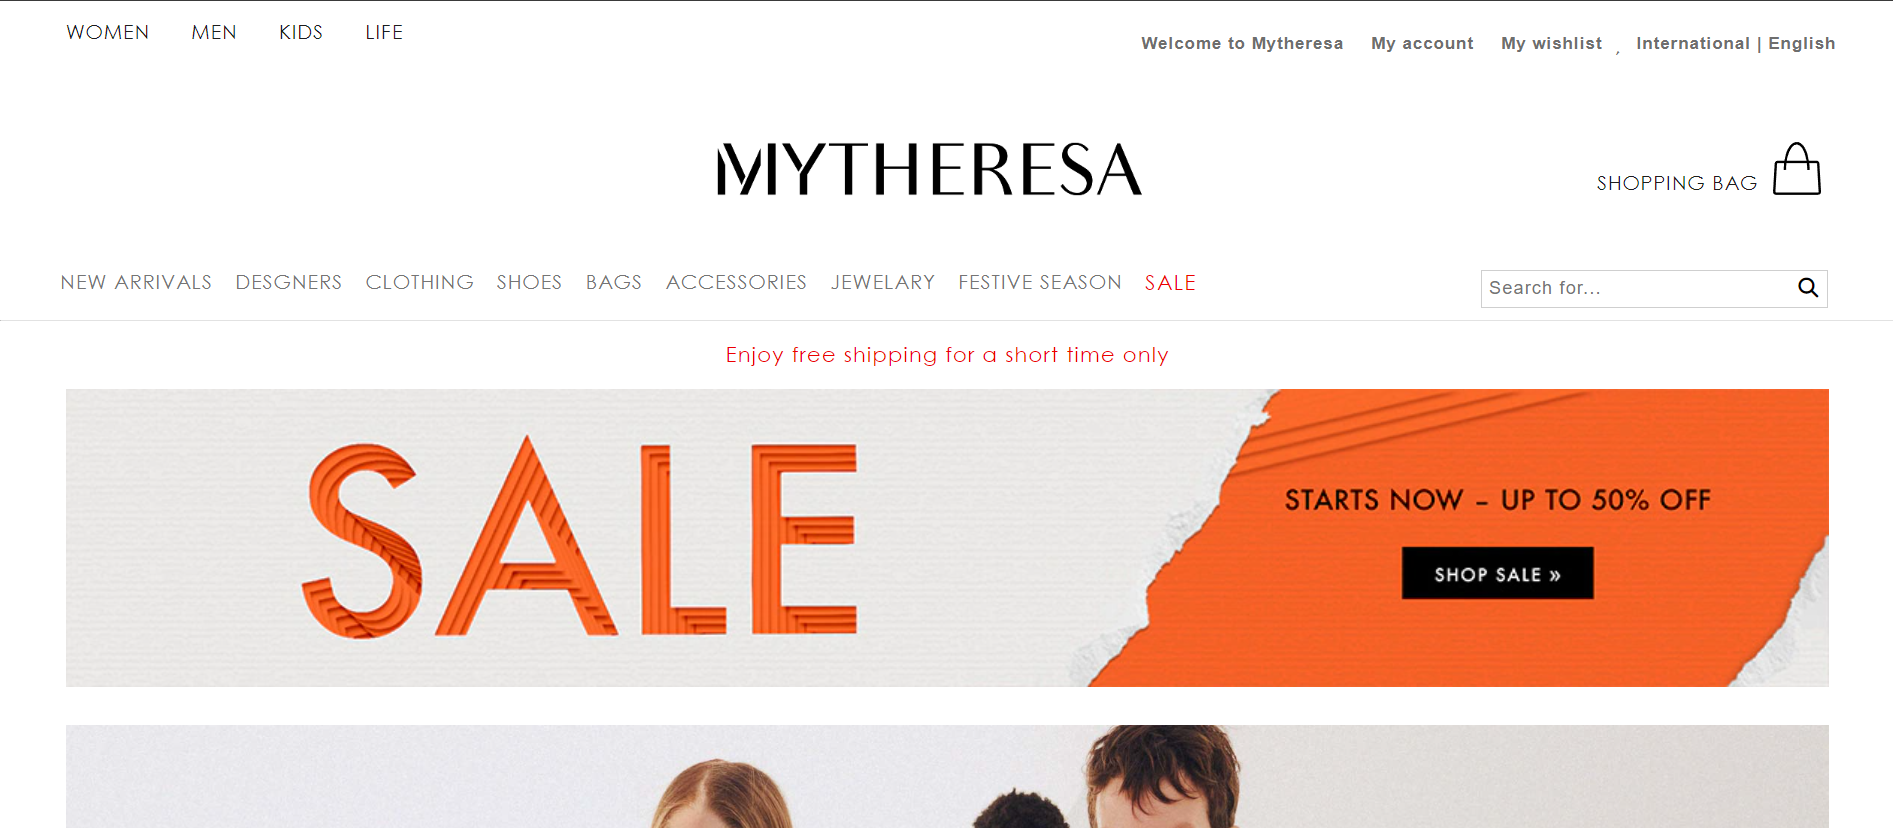 WOMEN MEN KIDS LIFE
Welcome to Mytheresa My account My wishlist , International | English
MYTHERESA
SHOPPING BAG
NEW ARRIVALS DESGNERS CLOTHING SHOES BAGS ACCESSORIES JEWELARY FESTIVE SEASON SALE
Search for...
Enjoy free shipping for a short time only
SALE
STARTS NOW – UP TO 50% OFF
SHOP SALE »